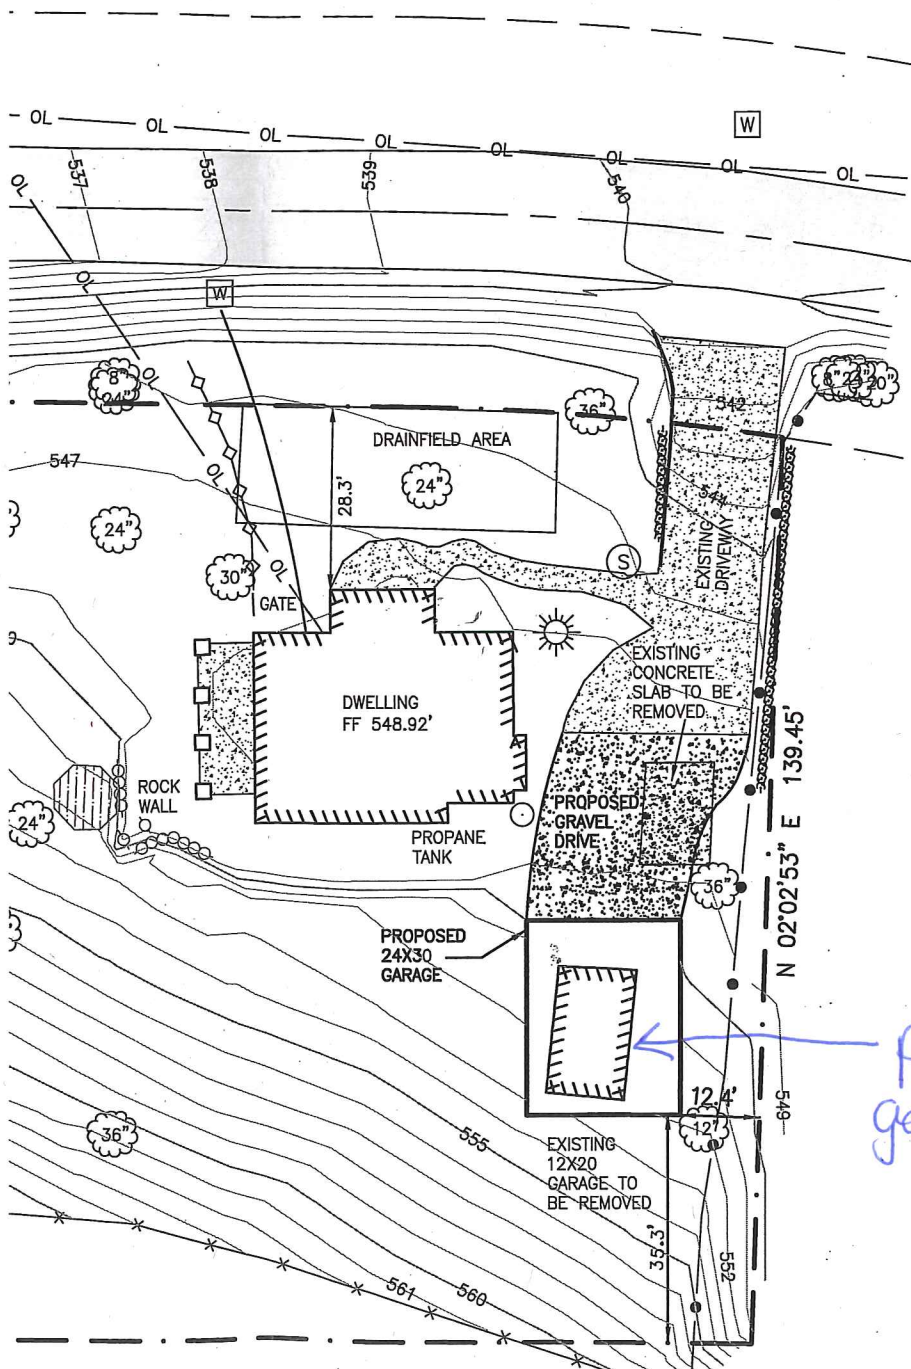 W
OL OL OL OL OL OL OL OL
537
538
539
540
OL
OL
W
OL
8"
24"
36"
542
20"
DRAINFIELD AREA
547
24"
28.3'
OL
544
EXISTING
DRIVEWAY
24"
30"
OL
S
GATE
EXISTING
CONCRETE
SLAB TO BE
REMOVED
DWELLING
FF 548.92'
A
N 02°02'53" E 139.45'
ROCK
WALL
24"
PROPANE
TANK
PROPOSED
GRAVEL
DRIVE
36"
PROPOSED
24X30
GARAGE
12.4'
549
12"
36"
555
EXISTING
12X20
GARAGE TO
BE REMOVED
35.3'
552
561
560